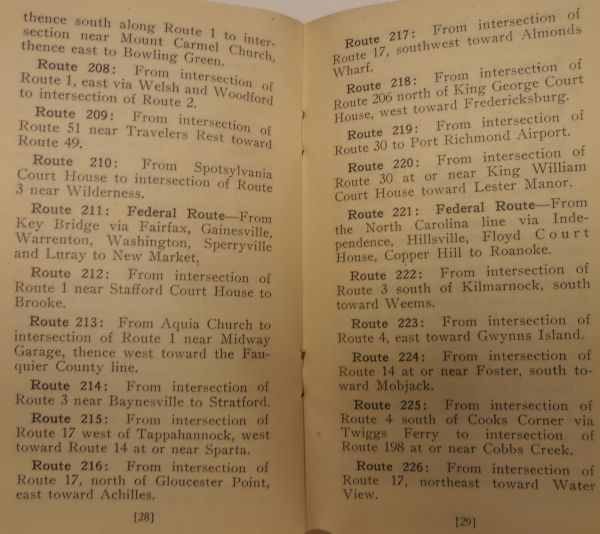 thence south along Route 1 to inter-
section near Mount Carmel Church,
thence east to Bowling Green.
Route 208: From intersection of
Route 1, east via Welsh and Woodford
to intersection of Route 2.
Route 209: From intersection of
Route 51 near Travelers Rest toward
Route 49.
Route 210: From Spotsylvania
Court House to intersection of Route
3 near Wilderness.
Route 211: Federal Route—From
Key Bridge via Fairfax, Gainesville,
Warrenton, Washington, Sperryville
and Luray to New Market.
Route 212: From intersection of
Route 1 near Stafford Court House to
Brooke.
Route 213: From Aquia Church to
intersection of Route 1 near Midway
Garage, thence west toward the Fau-
quier County line.
Route 214: From intersection of
Route 3 near Baynesville to Stratford.
Route 215: From intersection of
Route 17 west of Tappahannock, west
toward Route 14 at or near Sparta.
Route 216: From intersection of
Route 17, north of Gloucester Point,
east toward Achilles.
[28]
Route 217: From intersection of
Route 17, southwest toward Almonds
Wharf.
Route 218: From intersection of
Route 206 north of King George Court
House, west toward Fredericksburg.
Route 219: From intersection of
Route 30 to Port Richmond Airport.
Route 220: From intersection of
Route 30 at or near King William
Court House toward Lester Manor.
Route 221: Federal Route—From
the North Carolina line via Inde-
pendence, Hillsville, Floyd Court
House, Copper Hill to Roanoke.
Route 222: From intersection of
Route 3 south of Kilmarnock, south
toward Weems.
Route 223: From intersection of
Route 4, east toward Gwynns Island.
Route 224: From intersection of
Route 14 at or near Foster, south to-
ward Mobjack.
Route 225: From intersection of
Route 4 south of Cooks Corner via
Twiggs Ferry to intersection of
Route 198 at or near Cobbs Creek.
Route 226: From intersection of
Route 17, northeast toward Water
View.
[29]